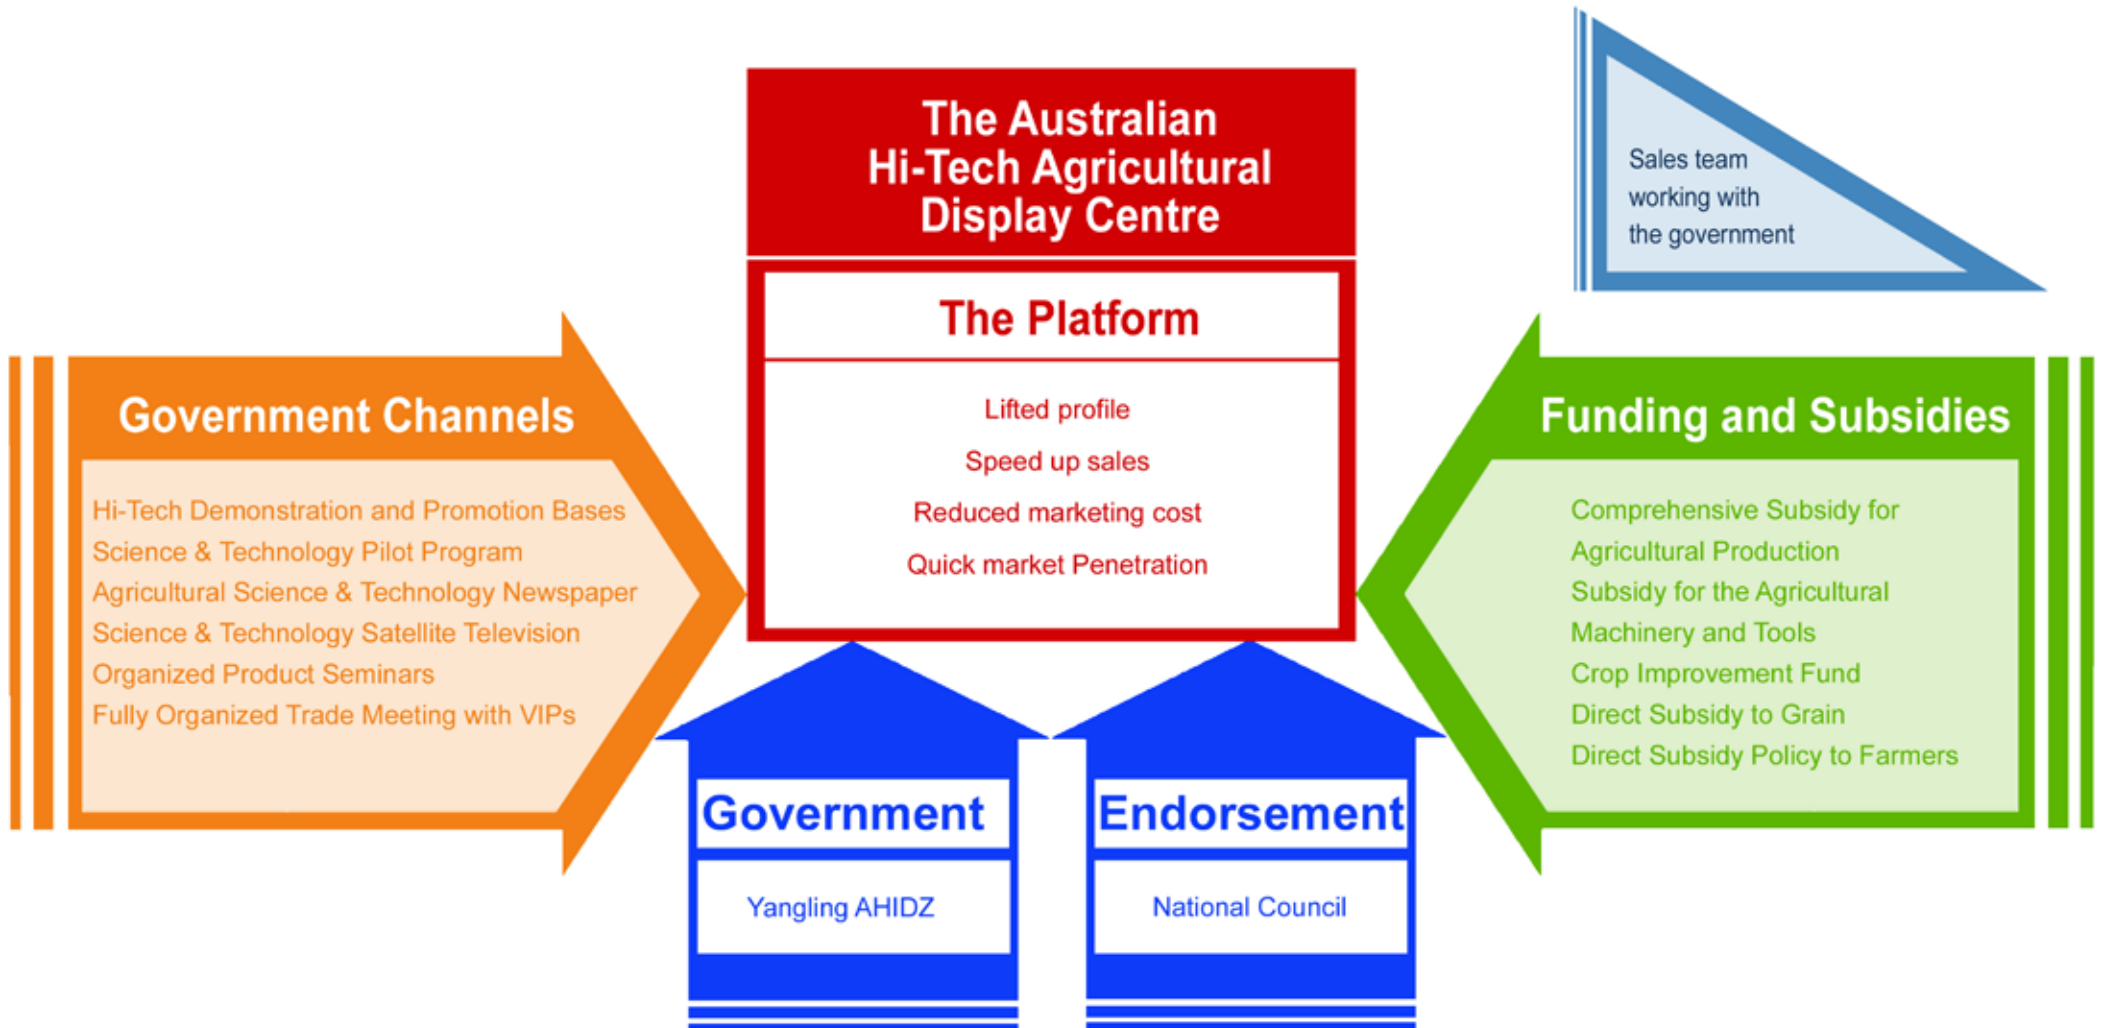 The Australian
Hi-Tech Agricultural
Display Centre
The Platform
Lifted profile
Speed up sales
Reduced marketing cost
Quick market Penetration
Sales team
working with
the government
Government Channels
Hi-Tech Demonstration and Promotion Bases
Science & Technology Pilot Program
Agricultural Science & Technology Newspaper
Science & Technology Satellite Television
Organized Product Seminars
Fully Organized Trade Meeting with VIPs
Funding and Subsidies
Comprehensive Subsidy for
Agricultural Production
Subsidy for the Agricultural
Machinery and Tools
Crop Improvement Fund
Direct Subsidy to Grain
Direct Subsidy Policy to Farmers
Government
Yangling AHIDZ
Endorsement
National Council